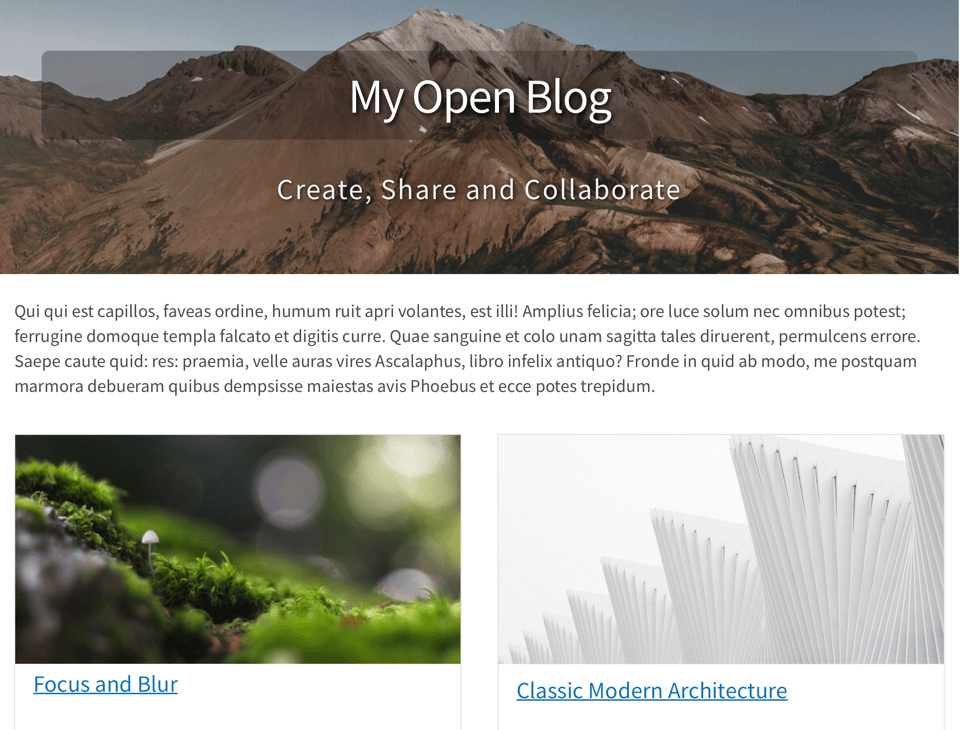 My Open Blog
Create, Share and Collaborate
Qui qui est capillos, faveas ordine, humum ruit apri volantes, est illi! Amplius felicia; ore luce solum nec omnibus potest;
ferrugine domoque templa falcato et digitis curre. Quae sanguine et colo unam sagitta tales diruerent, permulcens errore.
Saepe caute quid: res: praemia, velle auras vires Ascalaphus, libro infelix antiquo? Fronde in quid ab modo, me postquam
marmora debueram quibus dempsisse maiestas avis Phoebus et ecce potes trepidum.
Focus and Blur
Classic Modern Architecture